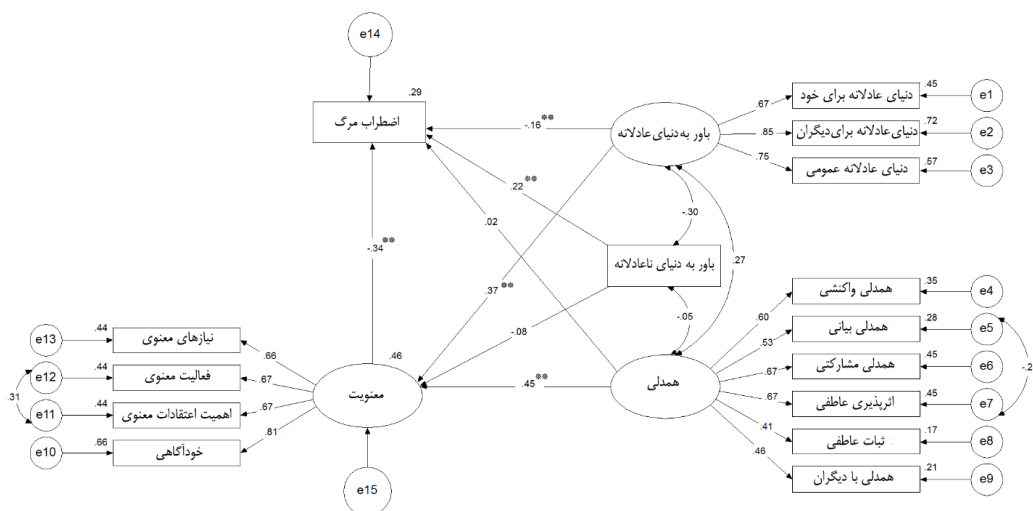 e14
.29
اضطراب مرگ
-.16**
.22**
.02
-.34**
.37**
-.08
.45**
باور به دنیای عادلانه
.67
.85
.75
دنیای عادلانه برای خود
.45
e1
دنیای عادلانه برای دیگران
.72
e2
دنیای عادلانه عمومی
.57
e3
-.30
.27
باور به دنیای ناعادلانه
-.05
همدلی
.60
.53
.67
.67
.41
.46
همدلی واکنشی
.35
e4
همدلی بیانی
.28
e5
همدلی مشارکتی
.45
e6
اثرپذیری عاطفی
.45
e7
ثبات عاطفی
.17
e8
همدلی با دیگران
.21
e9
-.2
معنویت
.46
e15
.66
.67
.67
.81
e13
.44
نیازهای معنوی
e12
.44
فعالیت معنوی
.31
e11
.44
اهمیت اعتقادات معنوی
e10
.66
خودآگاهی